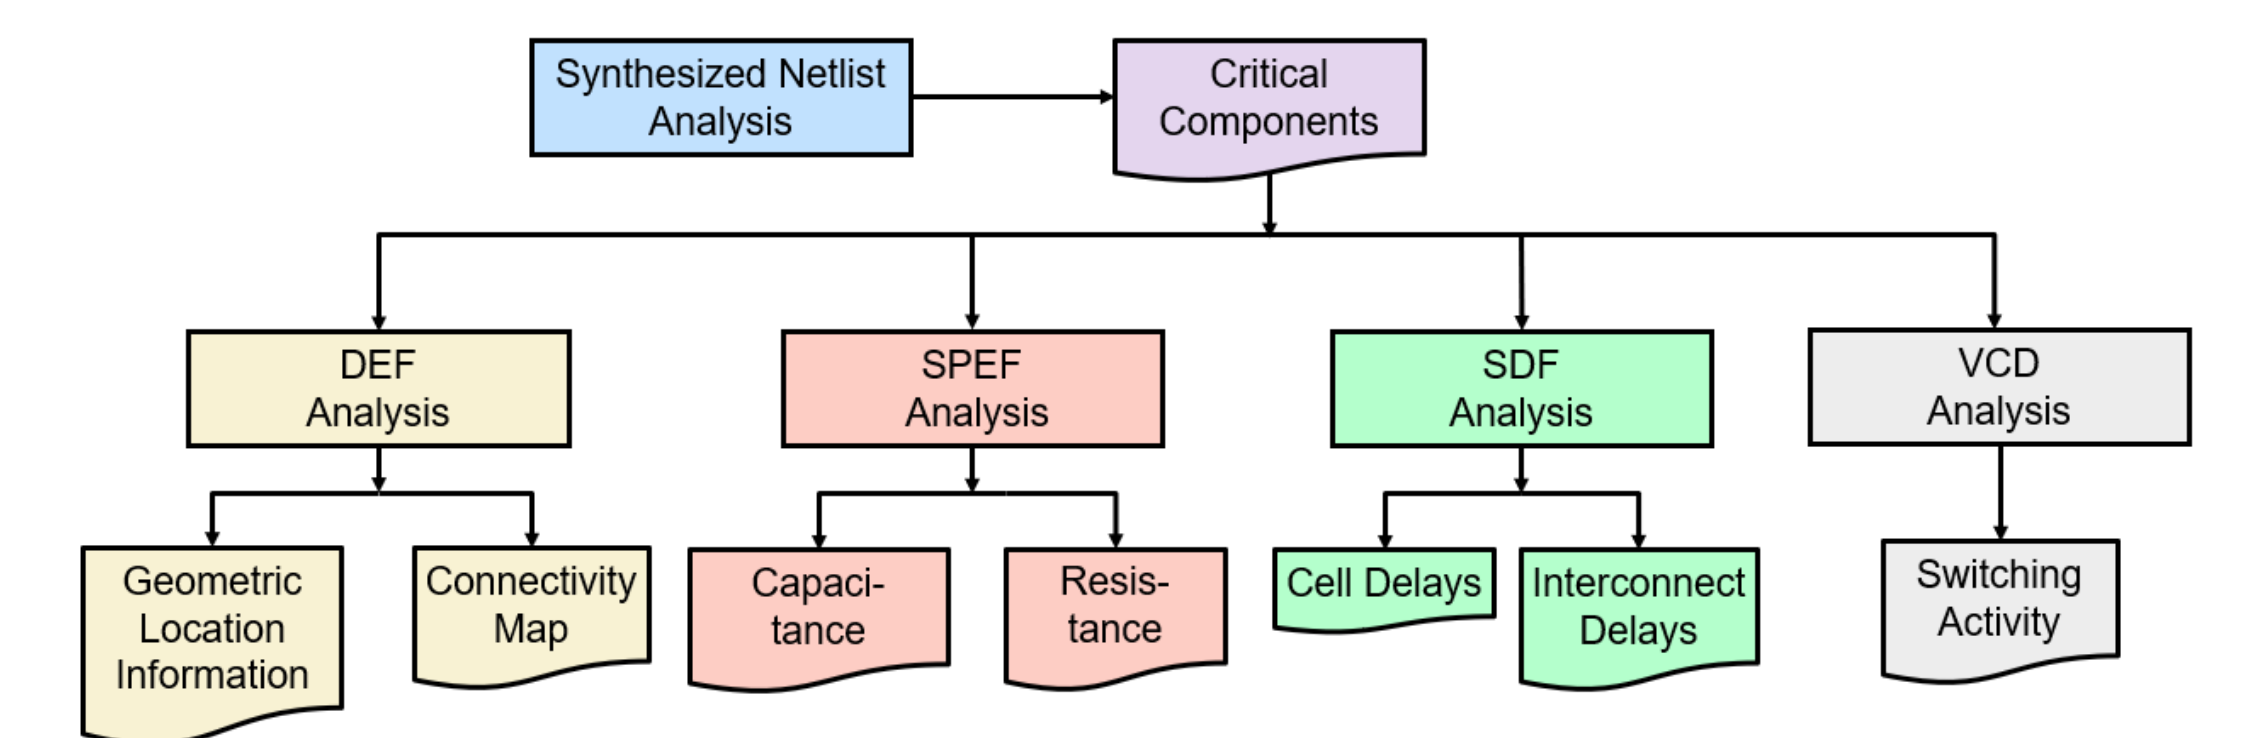 Synthesized Netlist
Analysis
Critical
Components
DEF
Analysis
SPEF
Analysis
SDF
Analysis
VCD
Analysis
Geometric
Location
Information
Connectivity
Map
Capaci-
tance
Resis-
tance
Cell Delays
Interconnect
Delays
Switching
Activity